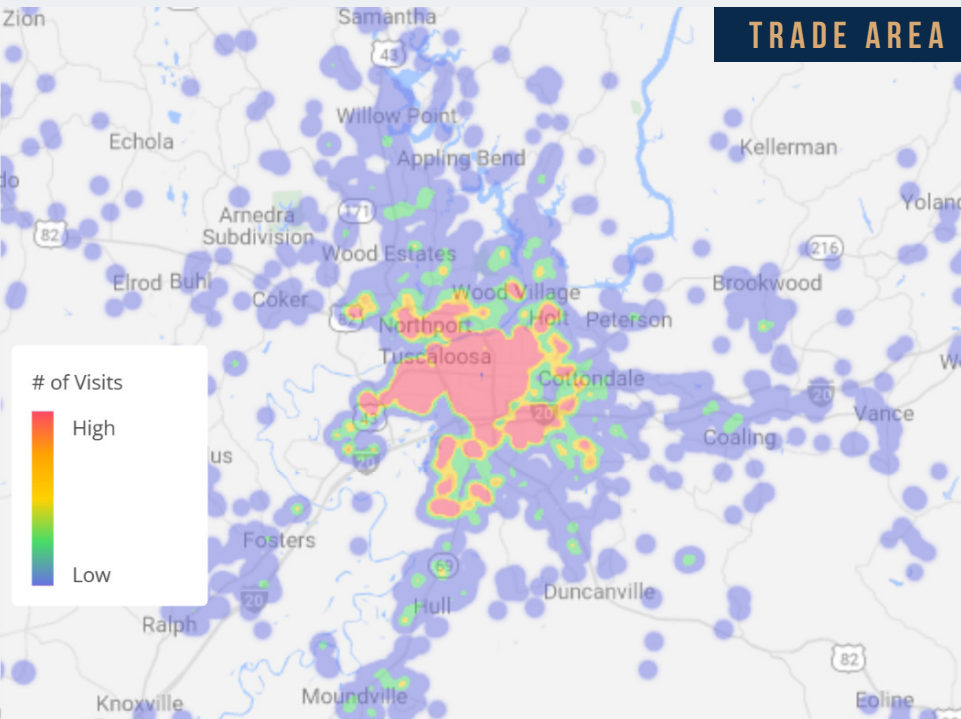 Zion
Samantha
TRADE AREA
43
Willow Point
Echola
Kellerman
Appling Bend
do
Yoland
Arnedra
Subdivision
171
82
216
Wood Estates
Elrod
Buhl
Brookwood
Coker
Wood Village
82
Northport
Holt
Peterson
Tuscaloosa
Cottondale
# of Visits
High
Low
20
43
20
Vance
Coaling
us
20
Fosters
69
Duncanville
20
Hull
Ralph
82
Moundville
Knoxville
Eoline